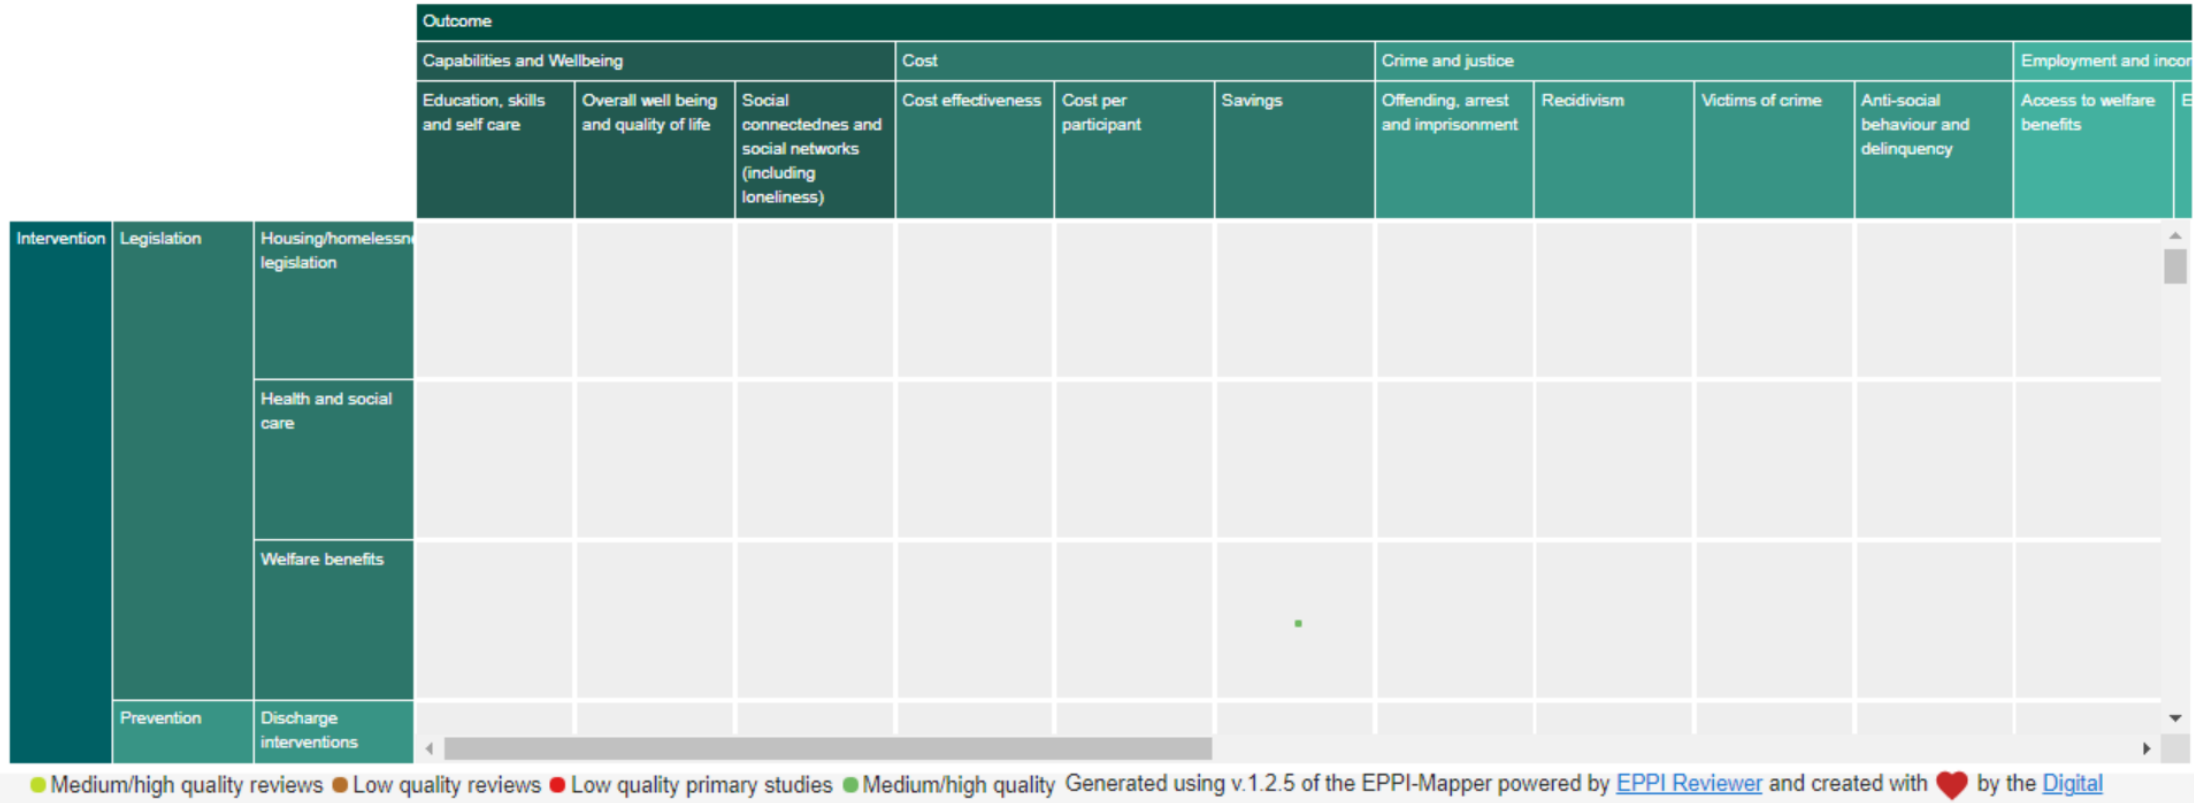 Outcome
Capabilities and Wellbeing
Cost
Crime and justice
Employment and incor
Education, skills
and self care
Overall well being
and quality of life
Social
connectednes and
social networks
(including
loneliness)
Cost effectiveness
Cost per
participant
Savings
Offending, arrest
and imprisonment
Recidivism
Victims of crime
Anti-social
behaviour and
delinquency
Access to welfare
benefits
E
Intervention
Legislation
Housing/homelessn
legislation
Health and social
care
Welfare benefits
Prevention
Discharge
interventions
Medium/high quality reviews Low quality reviews Low quality primary studies Medium/high quality Generated using v.1.2.5 of the EPPI-Mapper powered by EPPI Reviewer and created with by the Digital